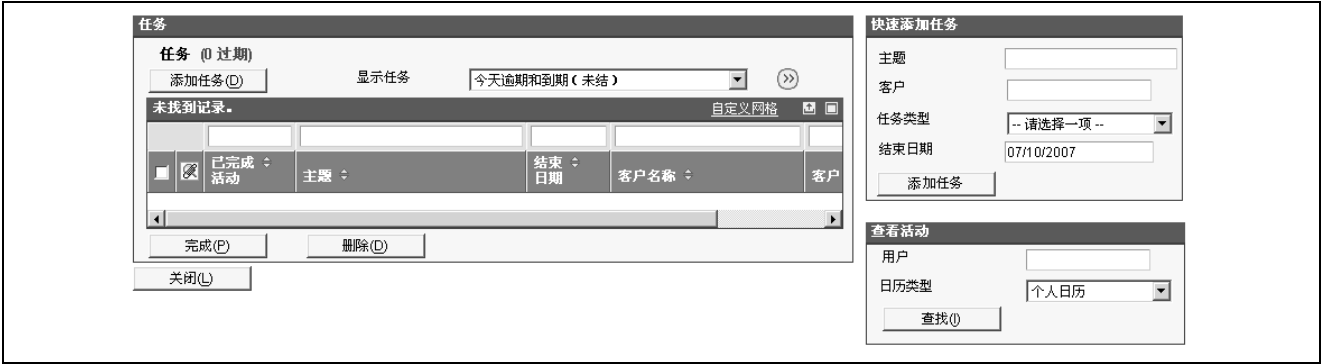 任务
任务 (0 过期)
添加任务(D)
显示任务
今天逾期和到期（未结）
未找到记录。
自定义网格
已完成
活动
主题
结束
日期
客户名称
客户
完成(P)
删除(D)
关闭(L)
快速添加任务
主题
客户
任务类型
-- 请选择一项 --
结束日期
07/10/2007
添加任务
查看活动
用户
日历类型
个人日历
查找(I)